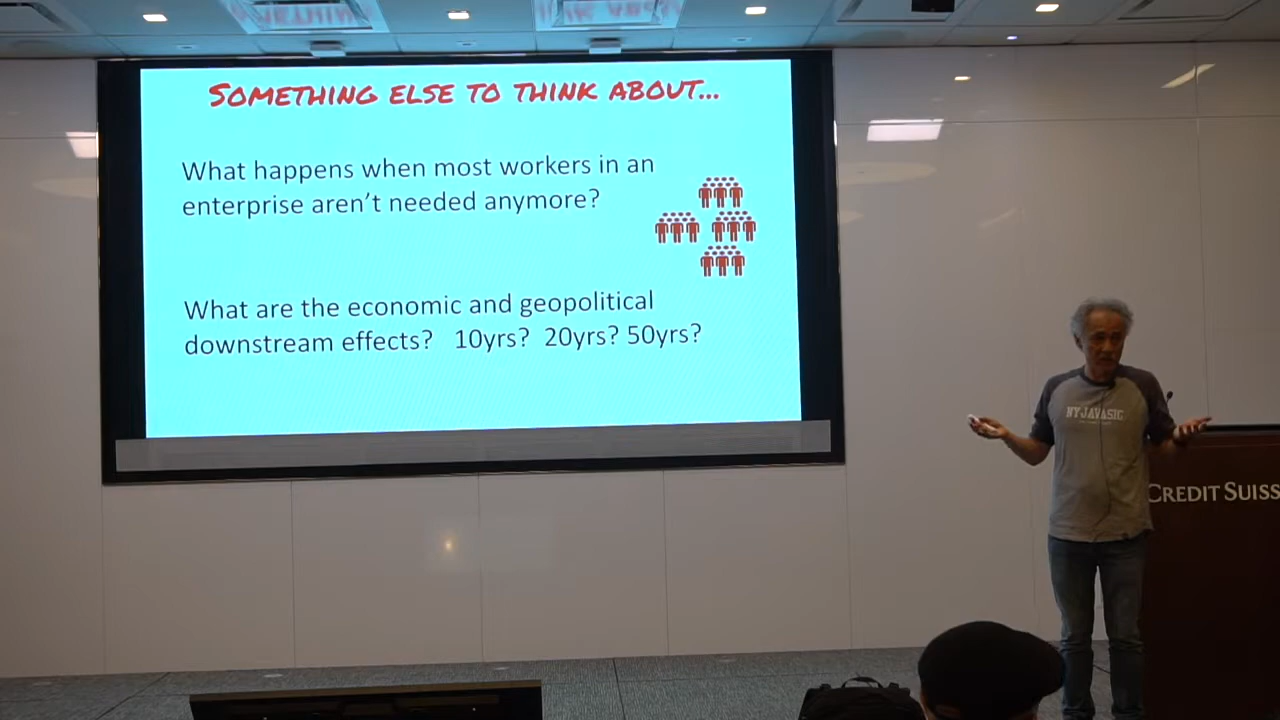 SOMETHING ELSE TO THINK ABOUT...
What happens when most workers in an
enterprise aren't needed anymore?
What are the economic and geopolitical
downstream effects? 10yrs? 20yrs? 50yrs?
NYJAVASIG
CREDIT SUISS